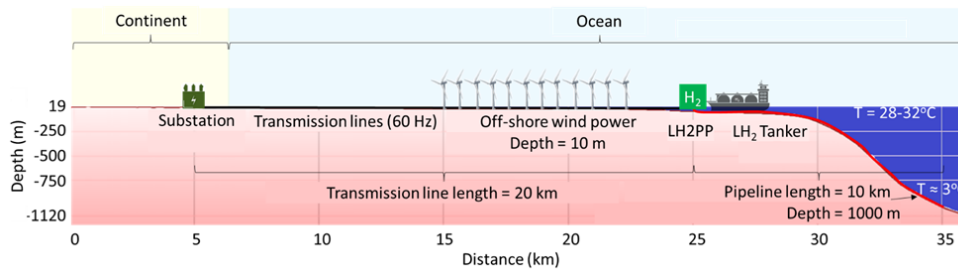 Continent
Ocean
H₂
19
T = 28-32°C
Substation
Transmission lines (60 Hz)
Off-shore wind power
Depth = 10 m
LH2PP
LH₂ Tanker
-250
-500
-750
-1120
Depth (m)
Transmission line length = 20 km
Pipeline length = 10 km
Depth = 1000 m
T ≈ 3°
0
5
10
15
20
25
30
35
Distance (km)